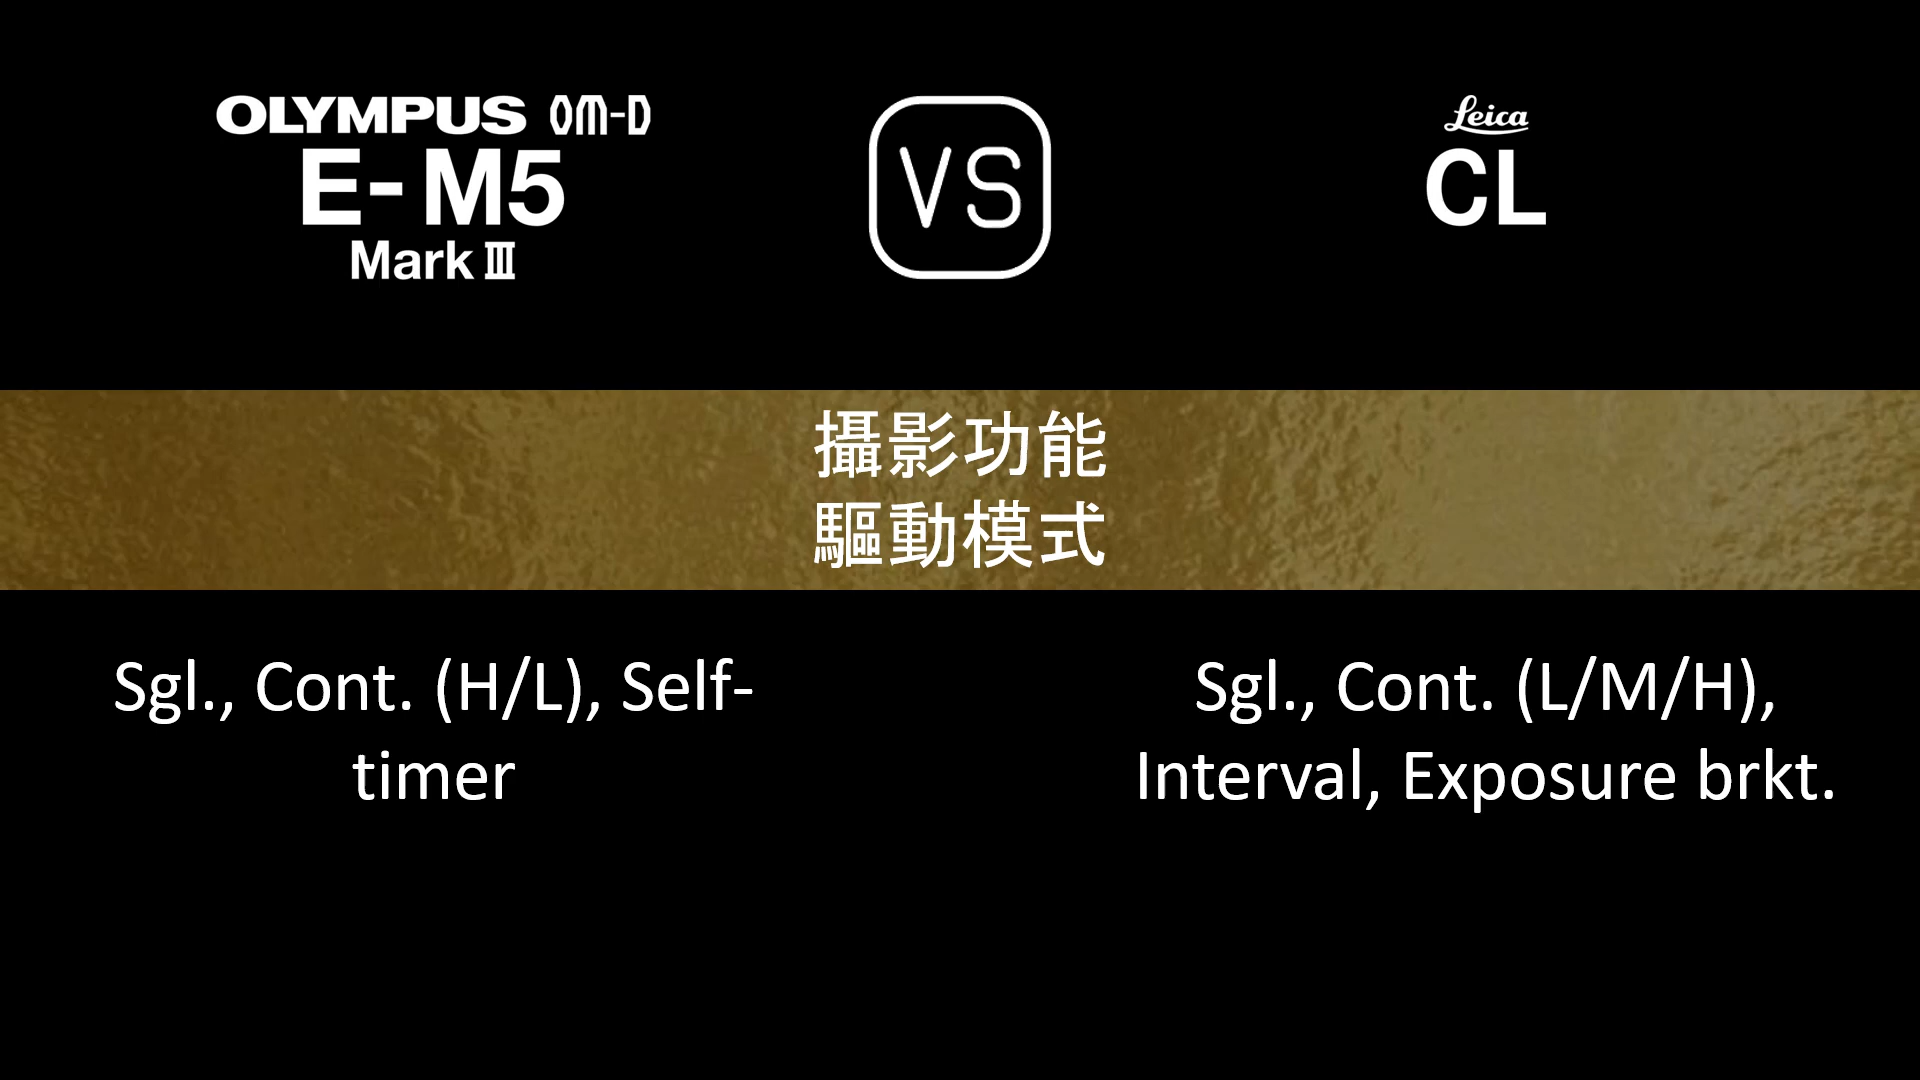 OLYMPUS OM-D
E-M5
Mark III
VS
Leica
CL
攝影功能
驅動模式
Sgl., Cont. (H/L), Self-
timer
Sgl., Cont. (L/M/H),
Interval, Exposure brkt.